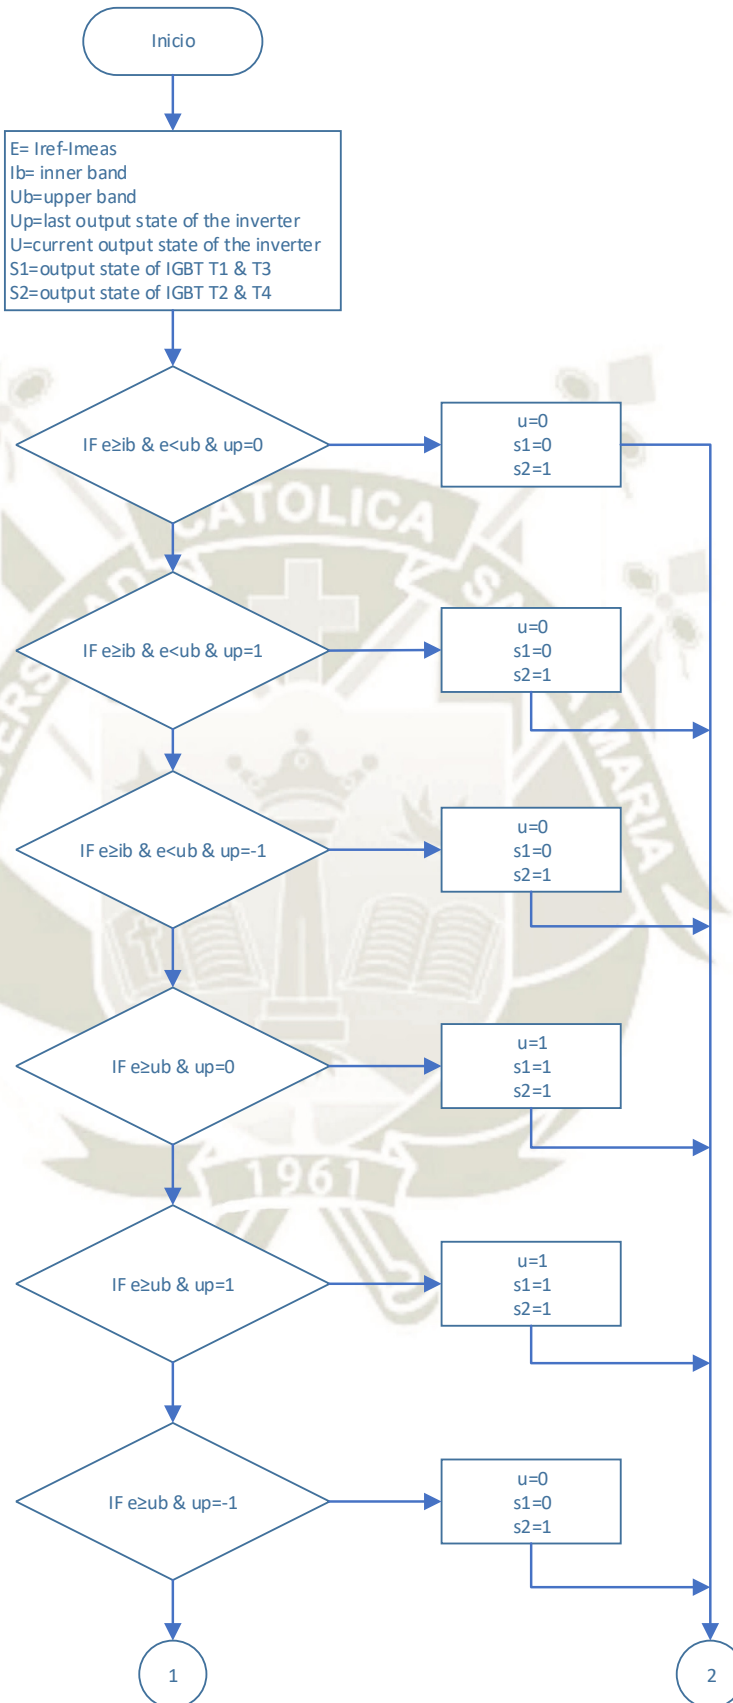 Inicio
E= Iref-Imeas
Ib= inner band
Ub=upper band
Up=last output state of the inverter
U=current output state of the inverter
S1=output state of IGBT T1 & T3
S2=output state of IGBT T2 & T4
IF e≥ib & e<ub & up=0
u=0
s1=0
s2=1
IF e≥ib & e<ub & up=1
u=0
s1=0
s2=1
IF e≥ib & e<ub & up=-1
u=0
s1=0
s2=1
IF e≥ub & up=0
u=1
s1=1
s2=1
IF e≥ub & up=1
u=1
s1=1
s2=1
IF e≥ub & up=-1
u=0
s1=0
s2=1
1
2
CATOLICA
MARIA
1961